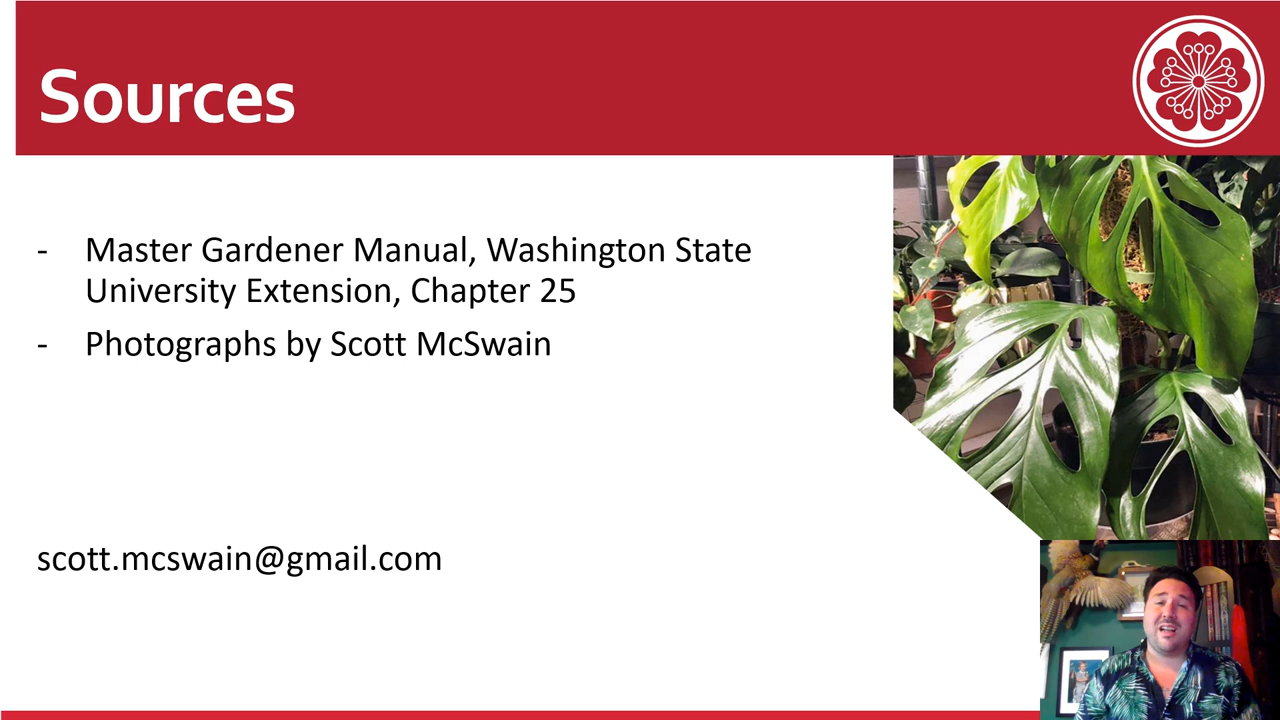 Sources
- Master Gardener Manual, Washington State
University Extension, Chapter 25
- Photographs by Scott McSwain
scott.mcswain@gmail.com